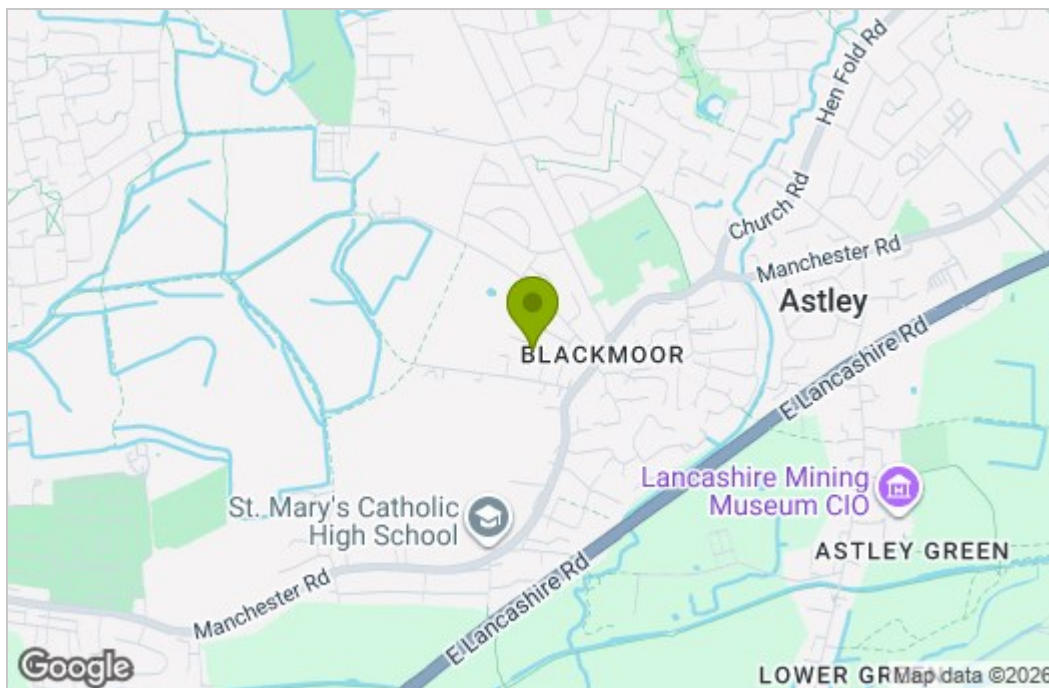 Hen Fold Rd
Church Rd
Manchester Rd
Astley
E Lancashire Rd
BLACKMOOR
Lancashire Mining
Museum CIO
St. Mary's Catholic
High School
ASTLEY GREEN
E Lancashire Rd
Manchester Rd
Google
LOWER GR
Map data ©2026